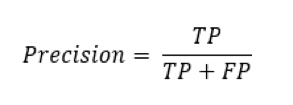 Precision = TP / (TP + FP)